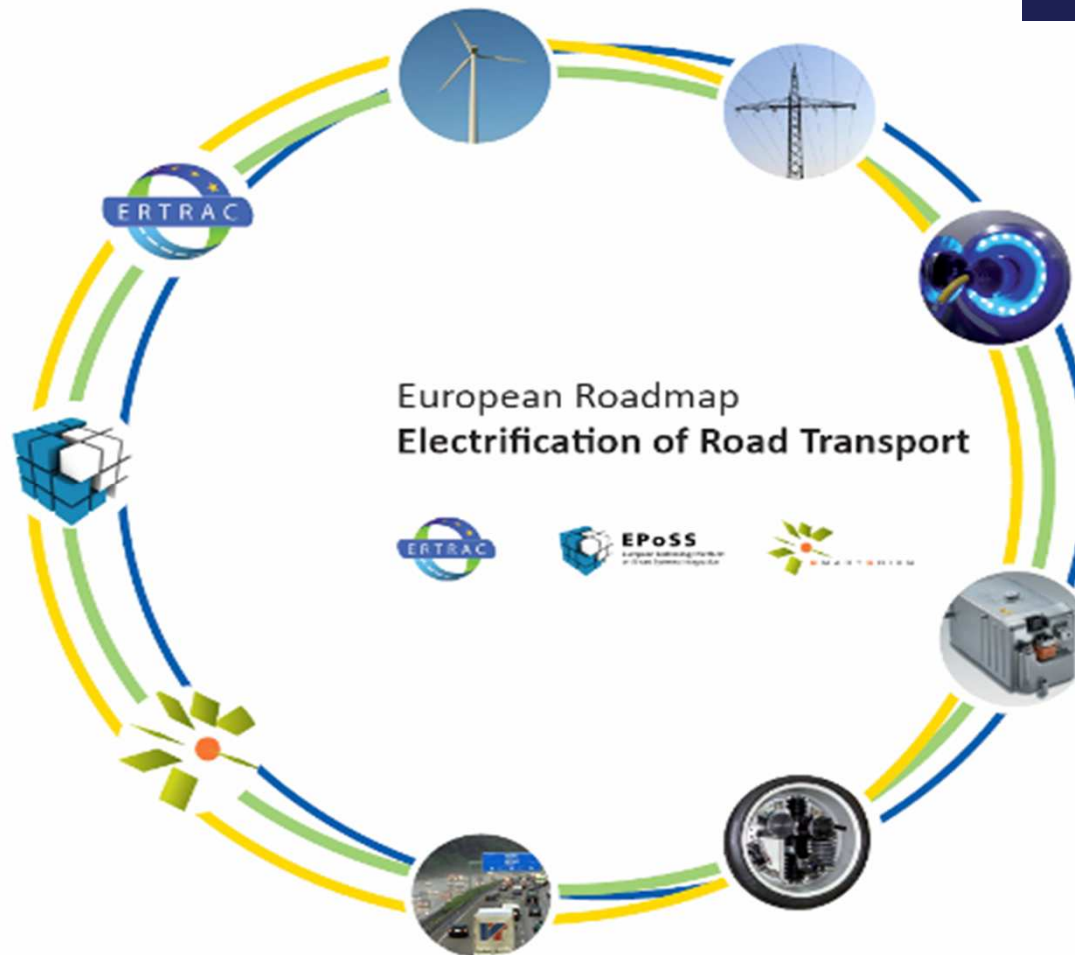 ERTRAC
European Roadmap
Electrification of Road Transport
ERTRAC
EPoSS